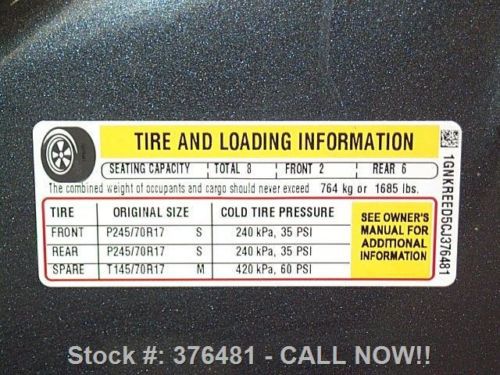 TIRE AND LOADING INFORMATION
SEATING CAPACITY TOTAL 8 FRONT 2 REAR 6
The combined weight of occupants and cargo should never exceed 764 kg or 1685 lbs.
TIRE ORIGINAL SIZE COLD TIRE PRESSURE
FRONT P245/70R17 S 240 kPa, 35 PSI
REAR P245/70R17 S 240 kPa, 35 PSI
SPARE T145/70R17 M 420 kPa, 60 PSI
SEE OWNER'S
MANUAL FOR
ADDITIONAL
INFORMATION
1GNKREED5CJ376481
Stock #: 376481 - CALL NOW!!